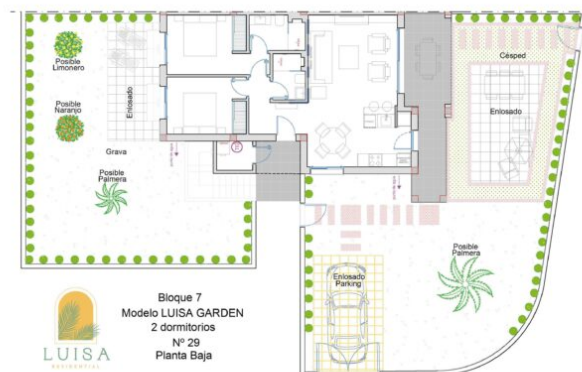 Posible
Limonero
Posible
Naranjo
Enlosado
Grava
Posible
Palmera
Césped
Enlosado
Posible
Palmera
Enlosado
Parking
LUISA
RESIDENTIAL
Bloque 7
Modelo LUISA GARDEN
2 dormitorios
Nº 29
Planta Baja